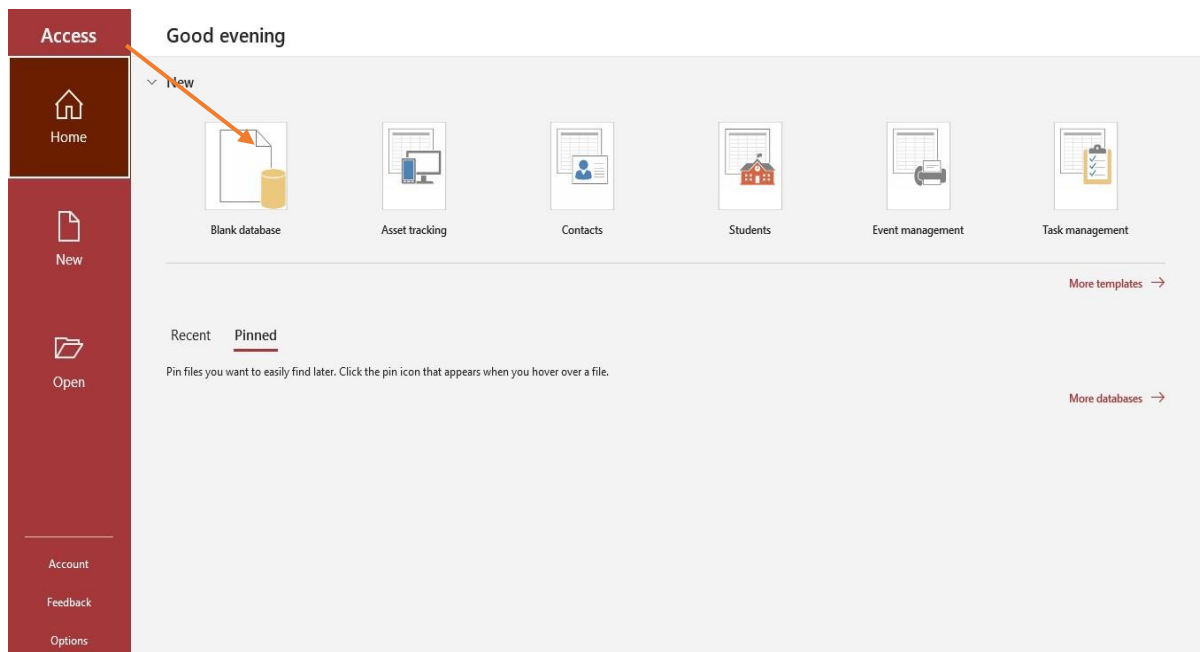 Access
Good evening
New
Home
Blank database
Asset tracking
Contacts
Students
Event management
Task management
New
More templates
Recent
Pinned
Open
Pin files you want to easily find later. Click the pin icon that appears when you hover over a file.
More databases
Account
Feedback
Options